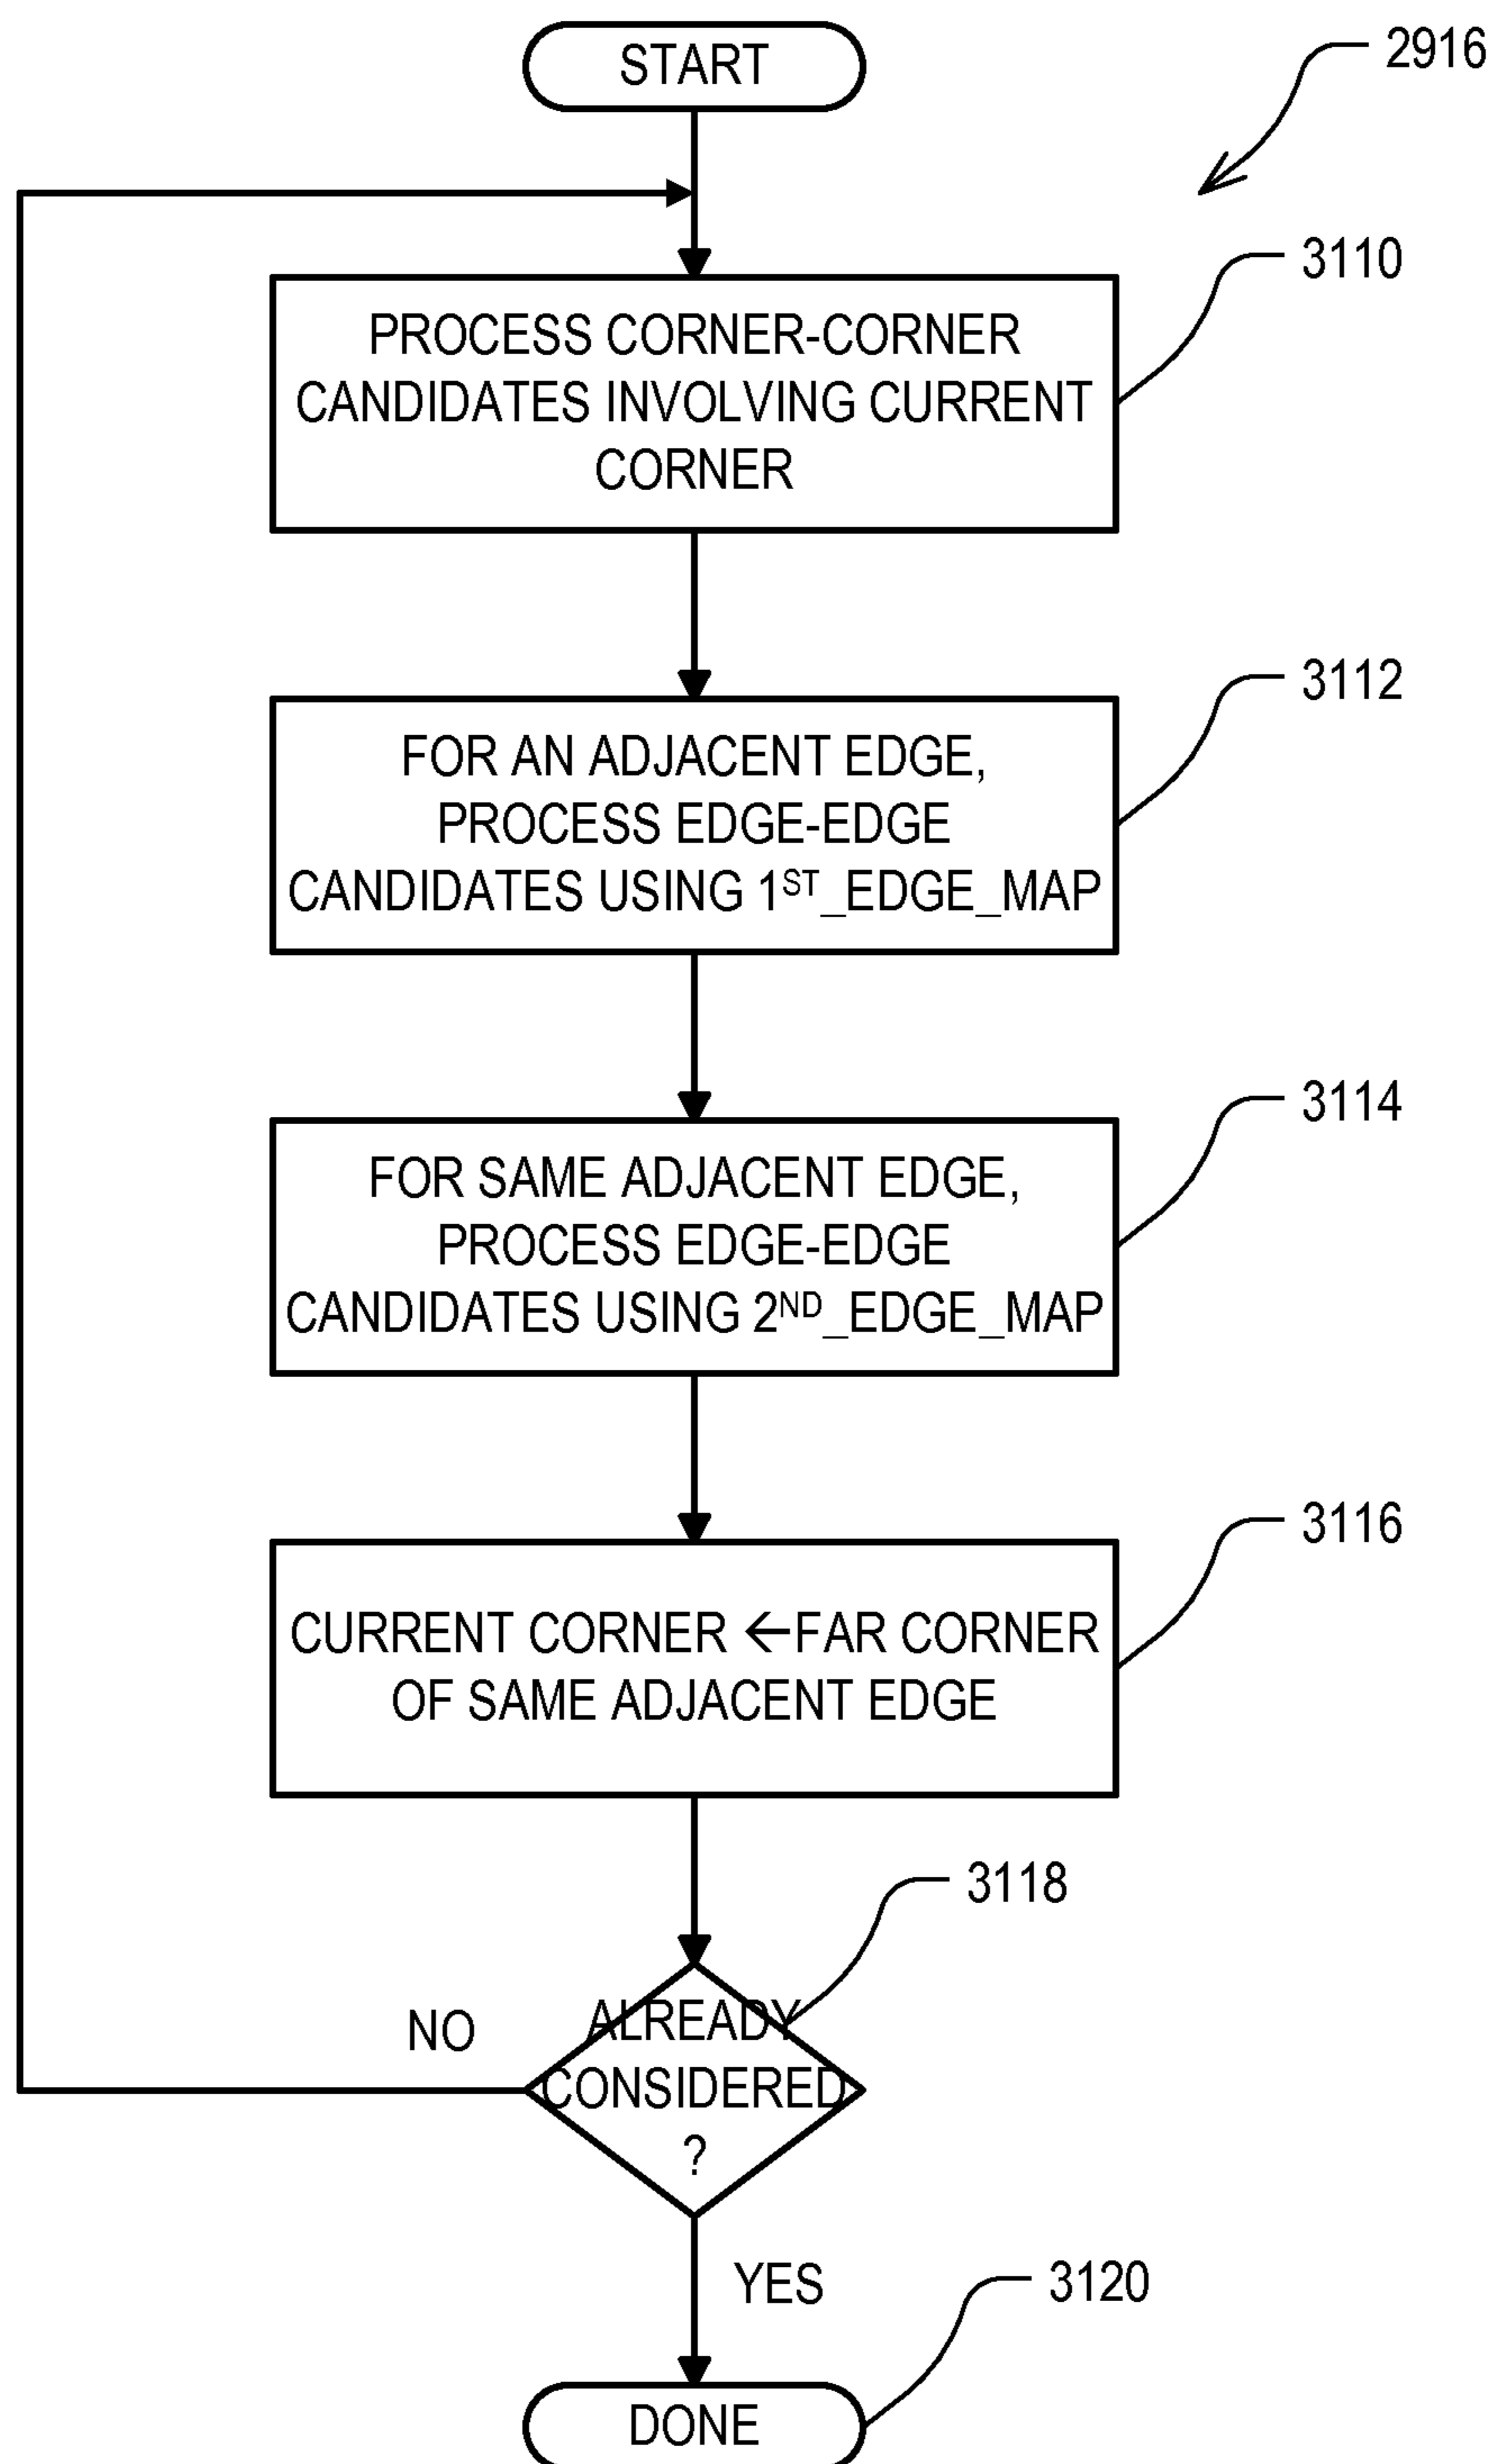 START
2916
3110
PROCESS CORNER-CORNER
CANDIDATES INVOLVING CURRENT
CORNER
3112
FOR AN ADJACENT EDGE,
PROCESS EDGE-EDGE
CANDIDATES USING 1ST_EDGE_MAP
3114
FOR SAME ADJACENT EDGE,
PROCESS EDGE-EDGE
CANDIDATES USING 2ND_EDGE_MAP
3116
CURRENT CORNER ←FAR CORNER
OF SAME ADJACENT EDGE
3118
NO
ALREADY
CONSIDERED
?
YES
3120
DONE